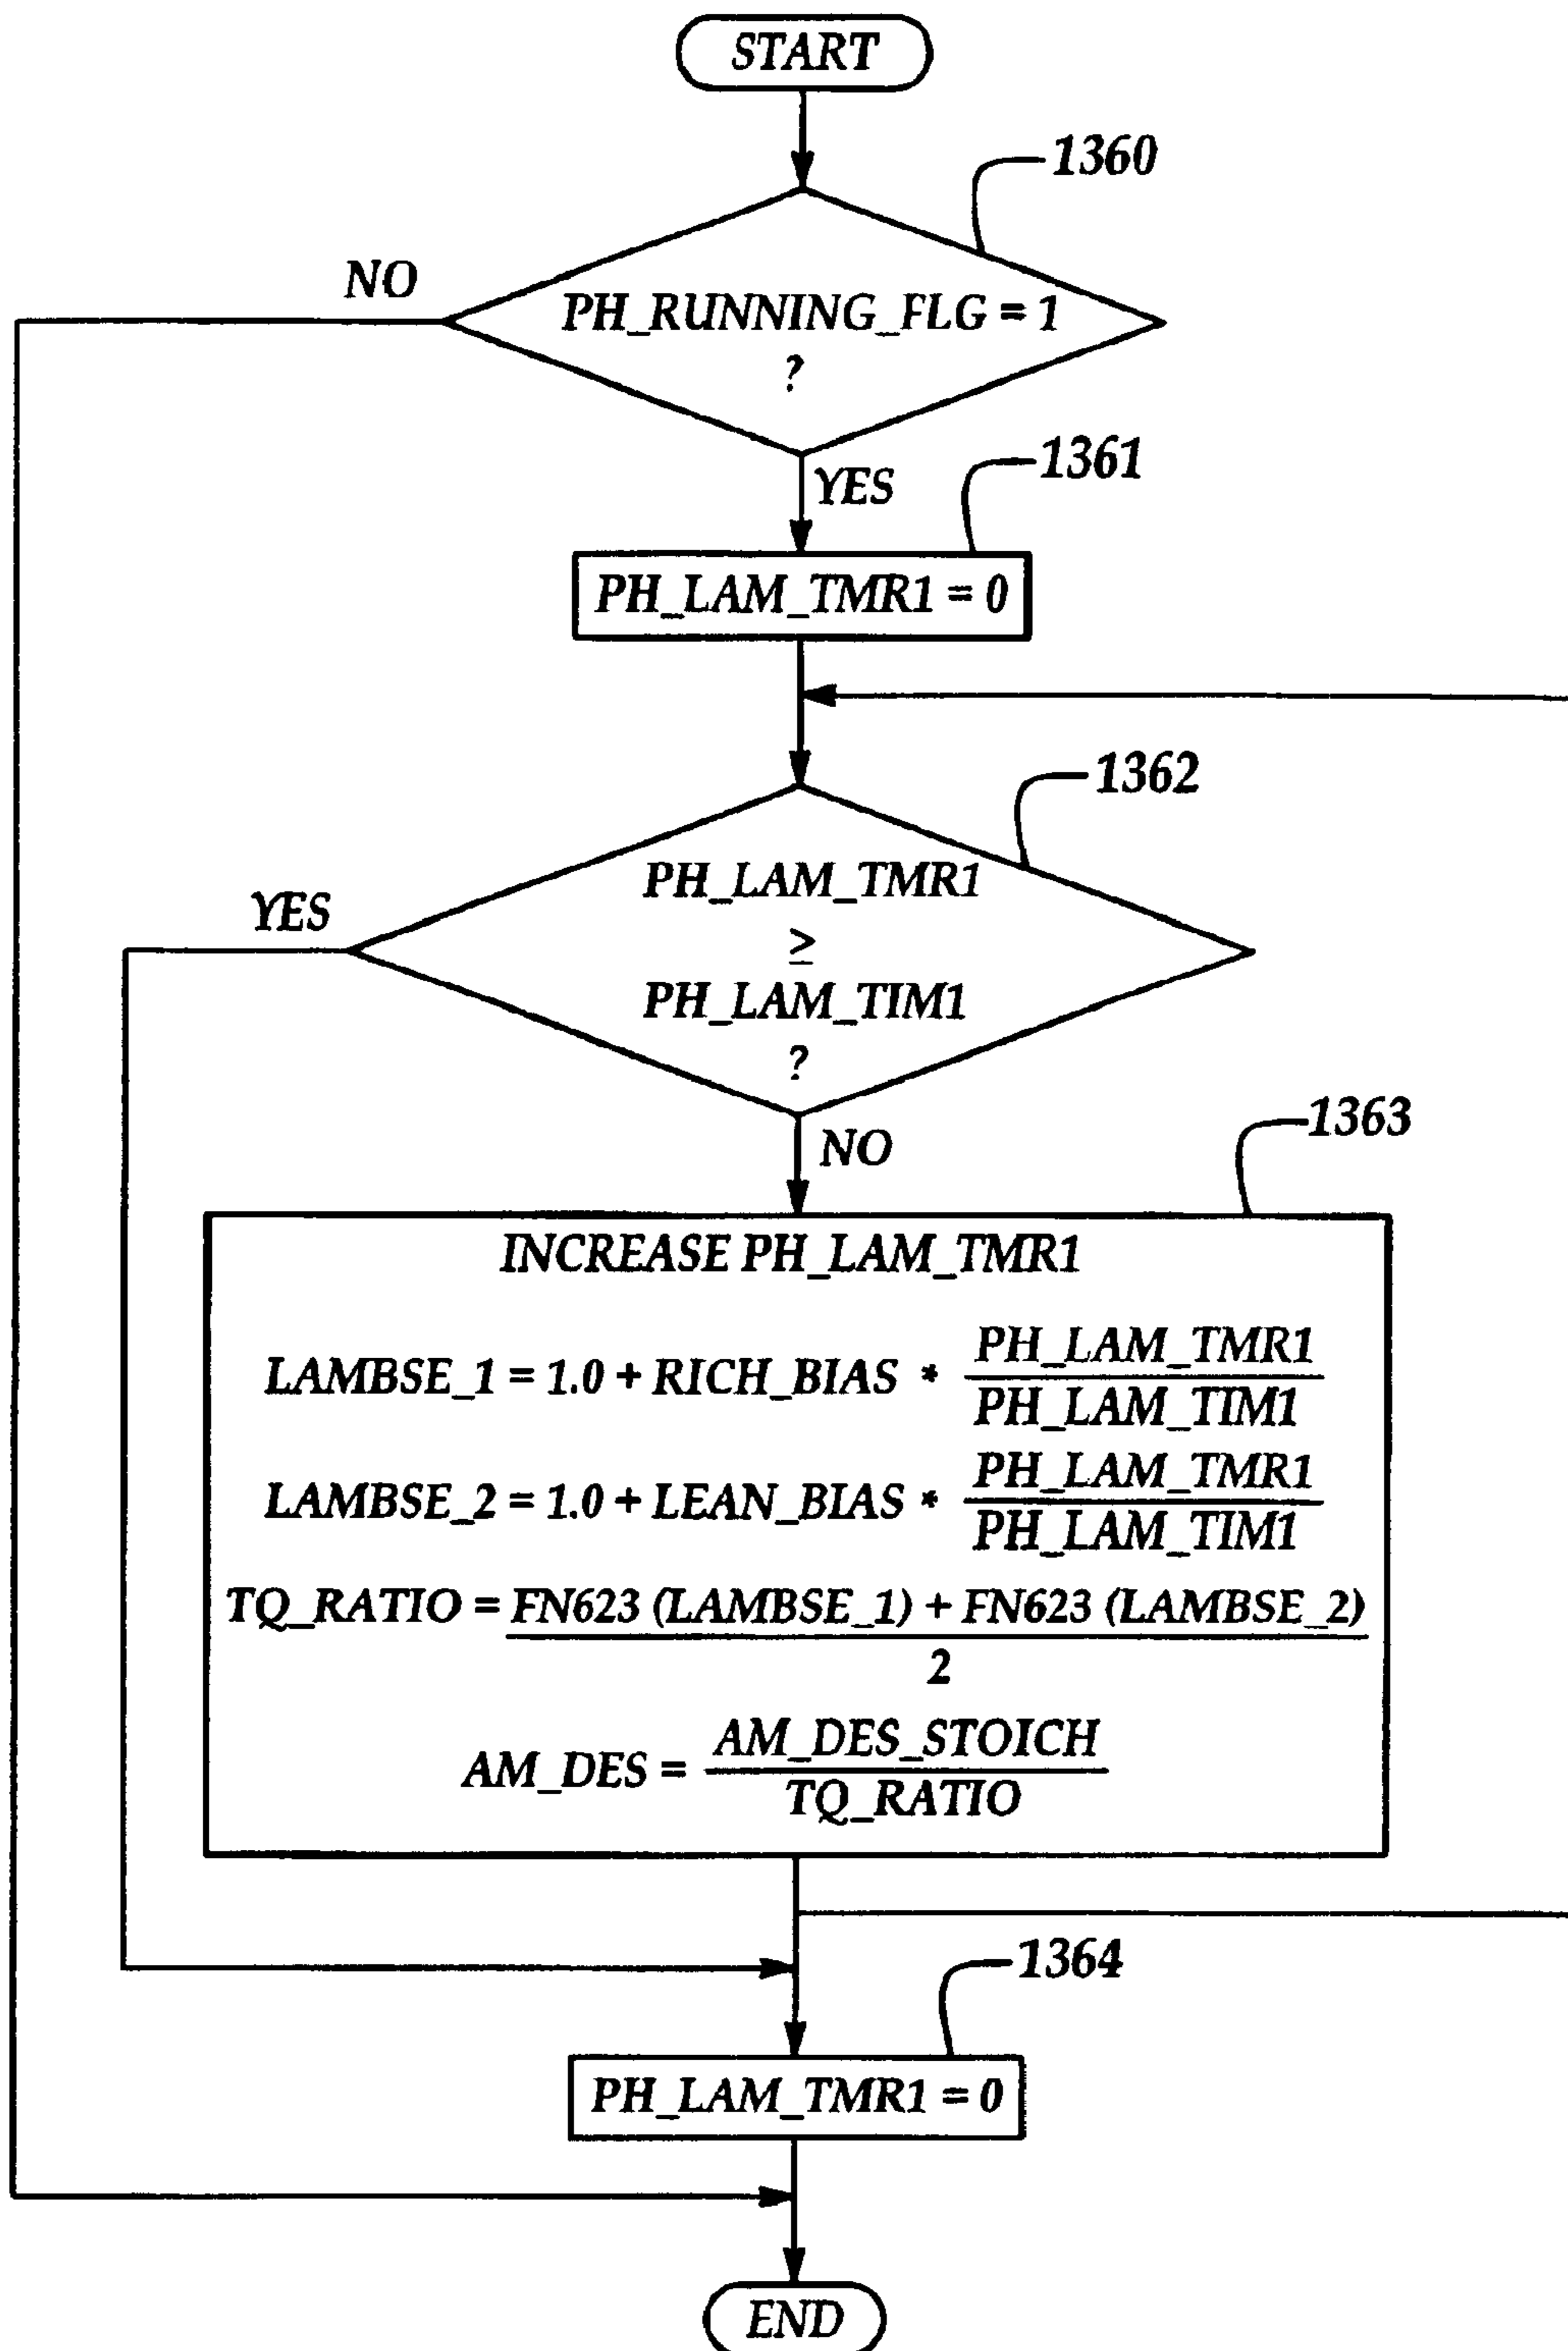 START
1360
NO
PH_RUNNING_FLG = 1
?
1361
YES
PH_LAM_TMR1 = 0
1362
YES
PH_LAM_TMR1
≥
PH_LAM_TIM1
?
NO
1363
INCREASE PH_LAM_TMR1
LAMBSE_1 = 1.0 + RICH_BIAS * PH_LAM_TMR1
PH_LAM_TIM1
LAMBSE_2 = 1.0 + LEAN_BIAS * PH_LAM_TMR1
PH_LAM_TIM1
TQ_RATIO = FN623 (LAMBSE_1) + FN623 (LAMBSE_2)
2
AM_DES = AM_DES_STOICH
TQ_RATIO
1364
PH_LAM_TMR1 = 0
END